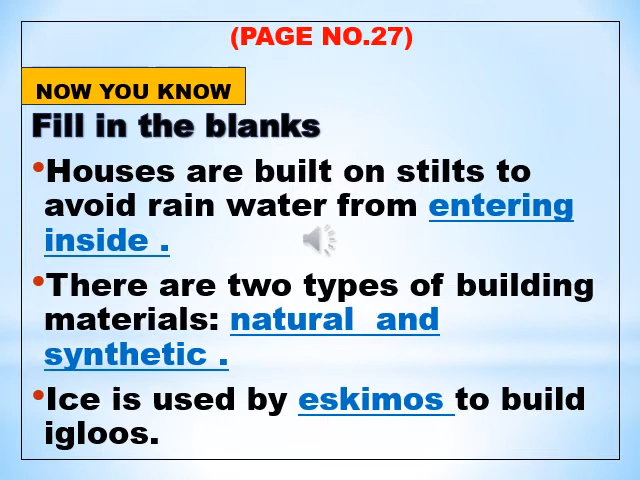 (PAGE NO.27)
NOW YOU KNOW
Fill in the blanks
•Houses are built on stilts to
avoid rain water from entering
inside .
•There are two types of building
materials: natural  and
synthetic .
•Ice is used by eskimos to build
igloos.